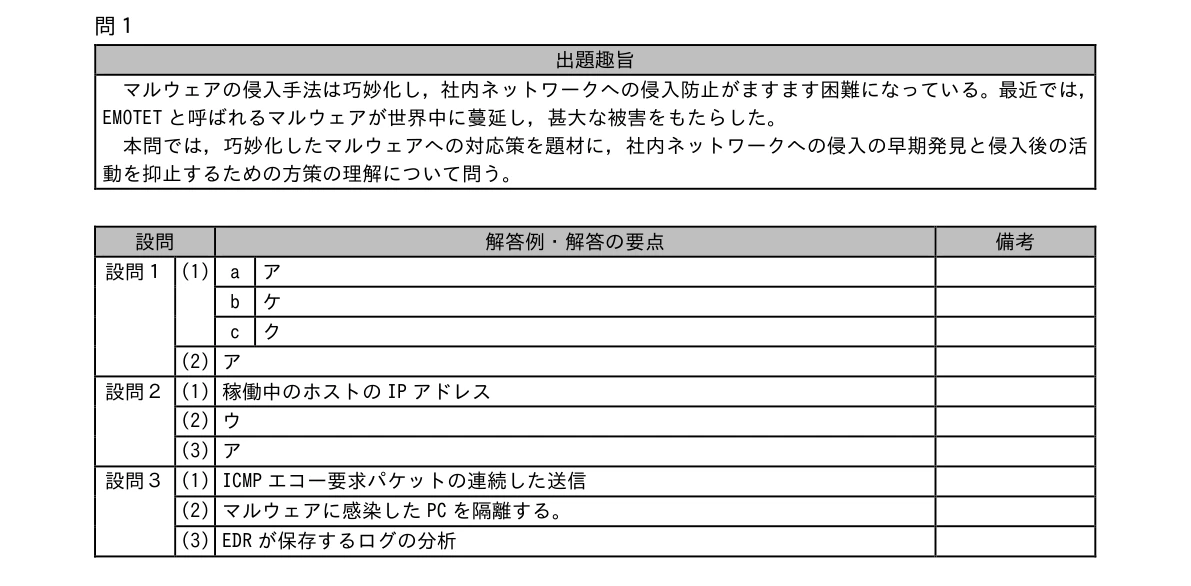 問1
出題趣旨
マルウェアの侵入手法は巧妙化し，社内ネットワークへの侵入防止がますます困難になっている。最近では，
EMOTET と呼ばれるマルウェアが世界中に蔓延し，甚大な被害をもたらした。
本問では，巧妙化したマルウェアへの対応策を題材に，社内ネットワークへの侵入の早期発見と侵入後の活
動を抑止するための方策の理解について問う。
設問 解答例・解答の要点 備考
設問1 (1) a ア
b ケ
c ク
(2) ア
設問2 (1) 稼働中のホストの IP アドレス
(2) ウ
(3) ア
設問3 (1) ICMP エコー要求パケットの連続した送信
(2) マルウェアに感染した PC を隔離する。
(3) EDR が保存するログの分析